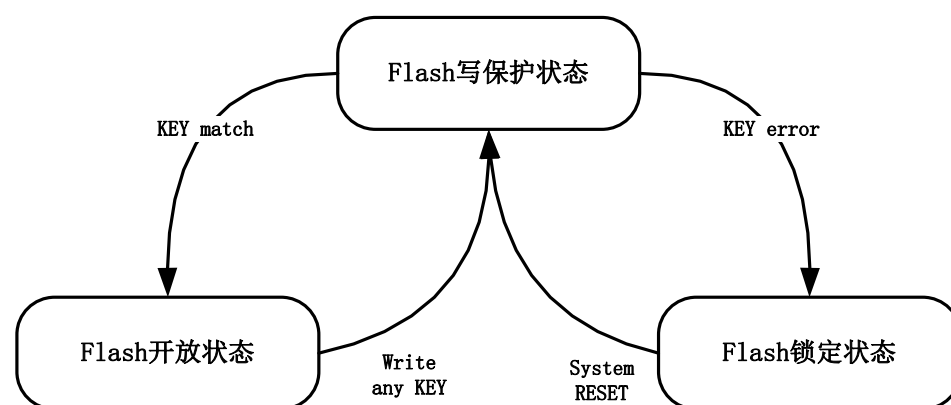 Flash写保护状态
KEY match
KEY error
Flash开放状态
Flash锁定状态
Write
any KEY
System
RESET